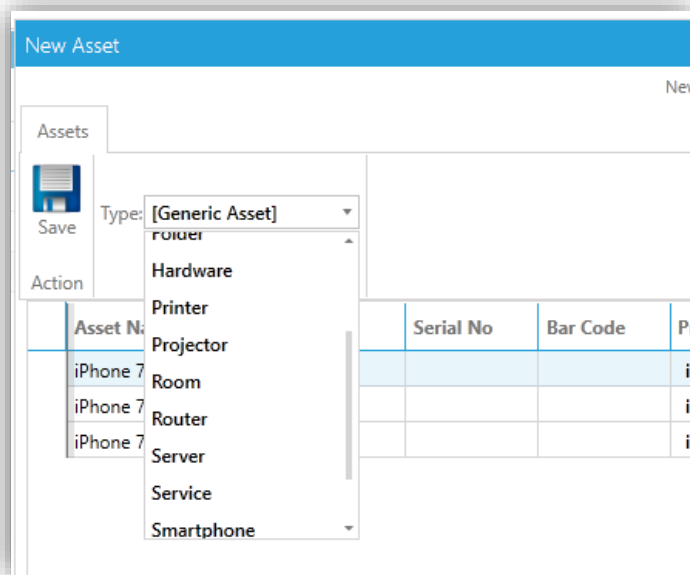 New Asset
New
Assets
Save
Type: [Generic Asset]
Folder
Hardware
Action
Printer
Asset Na Serial No Bar Code P
Projector
iPhone 7 i
Room
iPhone 7 i
Router
iPhone 7 i
Server
Service
Smartphone